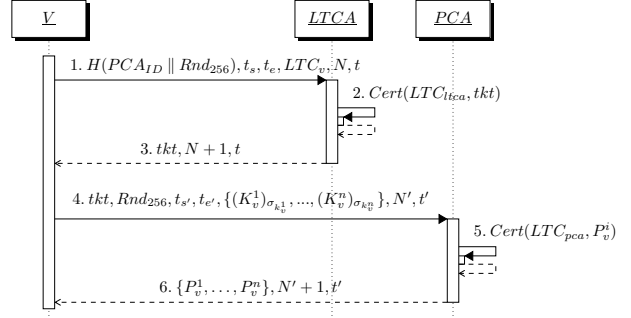 V LTCA PCA
1. H(PCA_ID ∥ Rnd_256), t_s, t_e, LTC_v, N, t
2. Cert(LTC_ltca, tkt)
3. tkt, N + 1, t
4. tkt, Rnd_256, t_s′, t_e′, {(K_v^1)_σ_{k_v^1}, ..., (K_v^n)_σ_{k_v^n}}, N′, t′
5. Cert(LTC_pca, P_v^i)
6. {P_v^1, . . . , P_v^n}, N′ + 1, t′